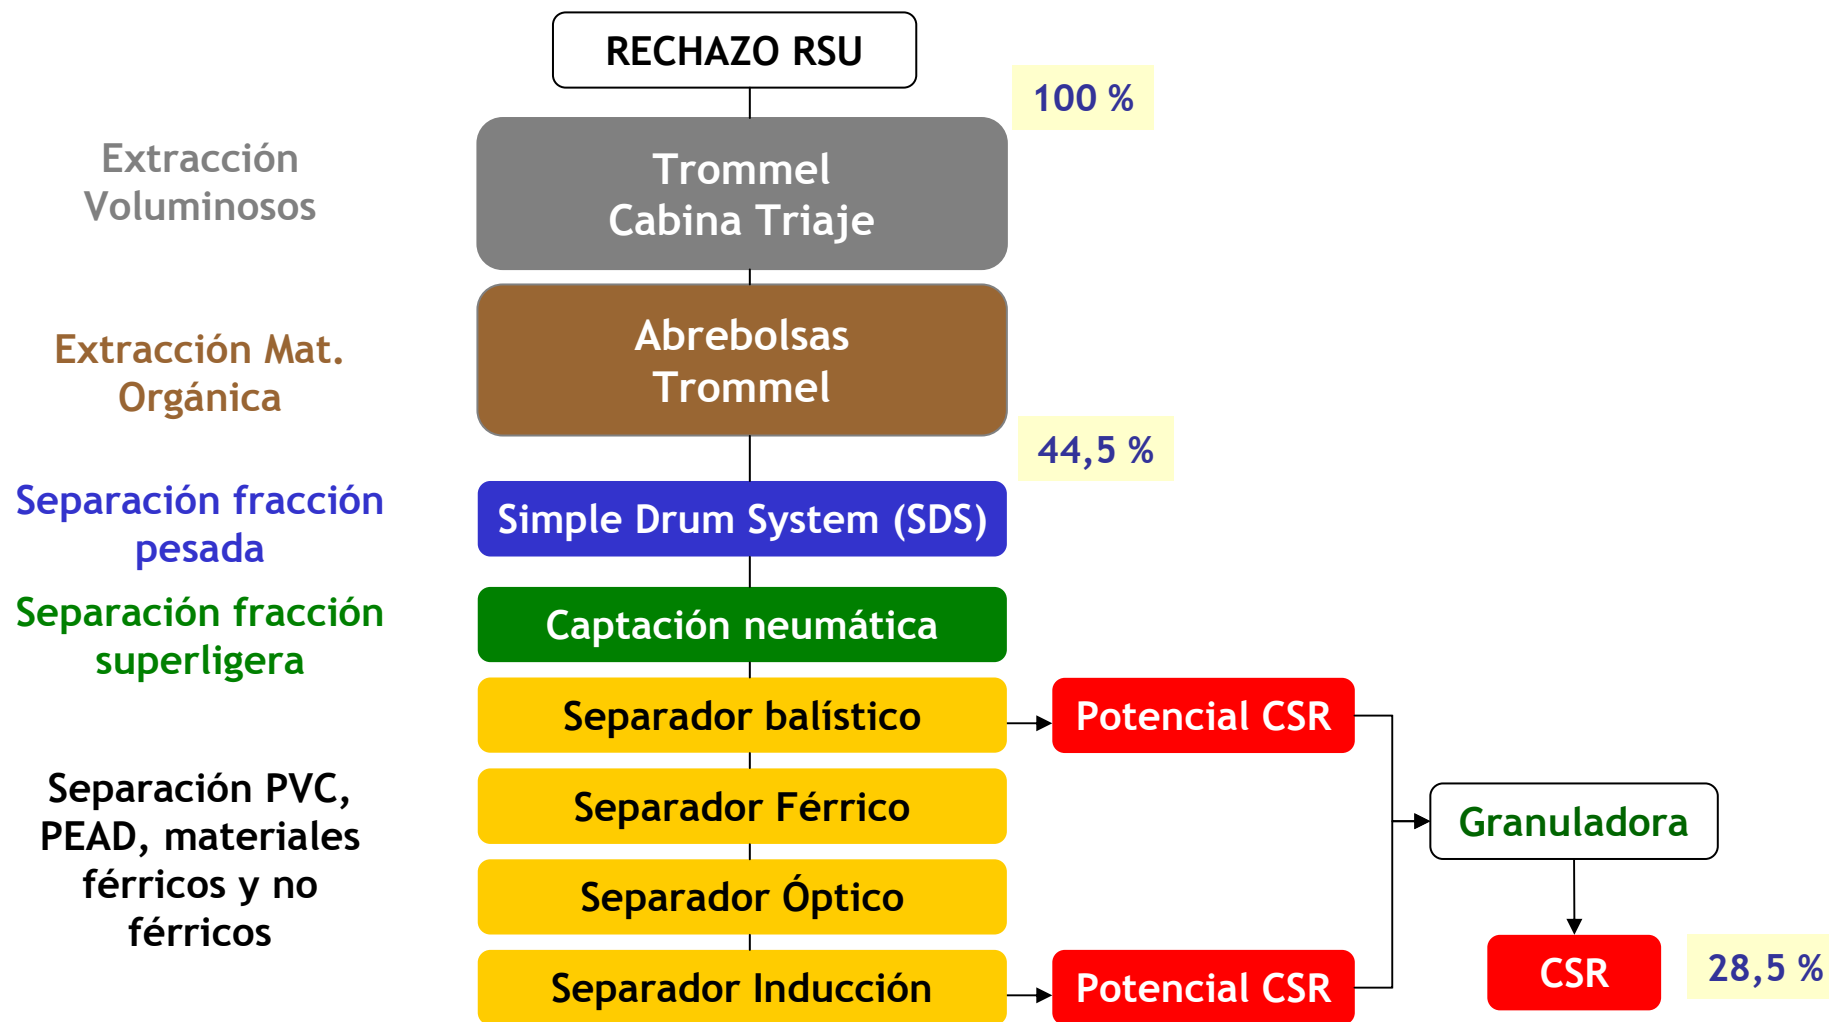 RECHAZO RSU
100 %
Extracción
Voluminosos
Trommel
Cabina Triaje
Extracción Mat.
Orgánica
Abrebolsas
Trommel
44,5 %
Separación fracción
pesada
Simple Drum System (SDS)
Separación fracción
superligera
Captación neumática
Separador balístico
Potencial CSR
Separación PVC,
PEAD, materiales
férricos y no
férricos
Separador Férrico
Granuladora
Separador Óptico
Separador Inducción
Potencial CSR
CSR
28,5 %